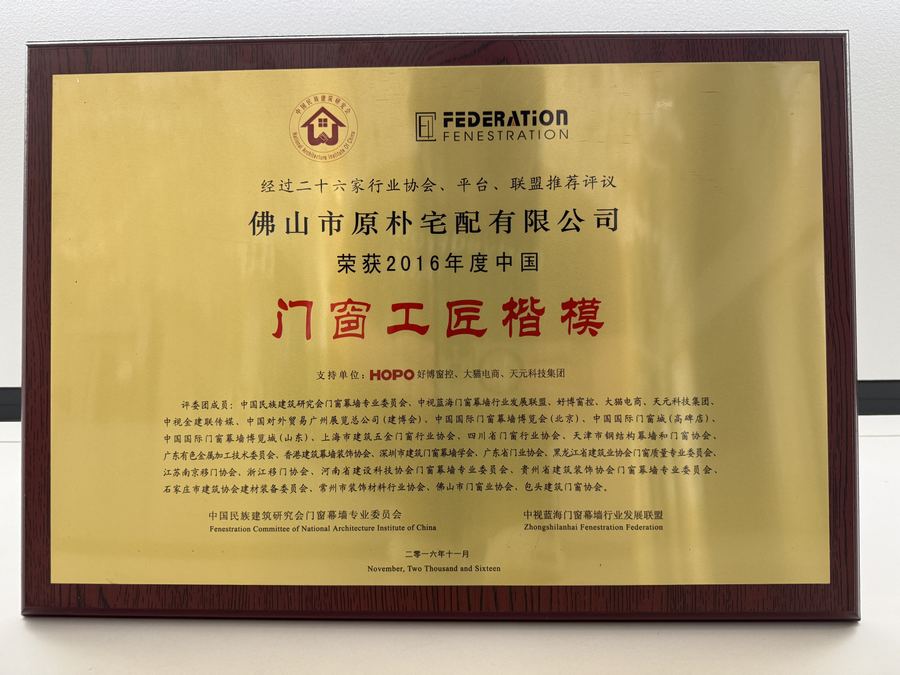 中国民族建筑研究会
National Architecture Institute Of China
FEDERATION
FENESTRATION
经过二十六家行业协会、平台、联盟推荐评议
佛山市原朴宅配有限公司
荣获2016年度中国
门窗工匠楷模
支持单位：HOPO好博窗控、大猫电商、天元科技集团
评委团成员：中国民族建筑研究会门窗幕墙专业委员会、中视蓝海门窗幕墙行业发展联盟、好博窗控、大猫电商、天元科技集团、
中视金建联传媒、中国对外贸易广州展览总公司(建博会)、中国国际门窗幕墙博览会(北京)、中国国际门窗城(高碑店)、
中国国际门窗幕墙博览城(山东)、上海市建筑五金门窗行业协会、四川省门窗行业协会、天津市钢结构幕墙和门窗协会、
广东有色金属加工技术委员会、香港建筑幕墙装饰协会、深圳市建筑门窗幕墙学会、广东省门业协会、黑龙江省建筑业协会门窗质量专业委员会、
江苏南京移门协会、浙江移门协会、河南省建设科技协会门窗幕墙专业委员会、贵州省建筑装饰协会门窗幕墙专业委员会、
石家庄市建筑协会建材装备委员会、常州市装饰材料行业协会、佛山市门窗业协会、包头建筑门窗协会。
中国民族建筑研究会门窗幕墙专业委员会
Fenestration Committee of National Architecture Institute of China
中视蓝海门窗幕墙行业发展联盟
Zhongshilanhai Fenestration Federation
二零一六年十一月
November, Two Thousand and Sixteen